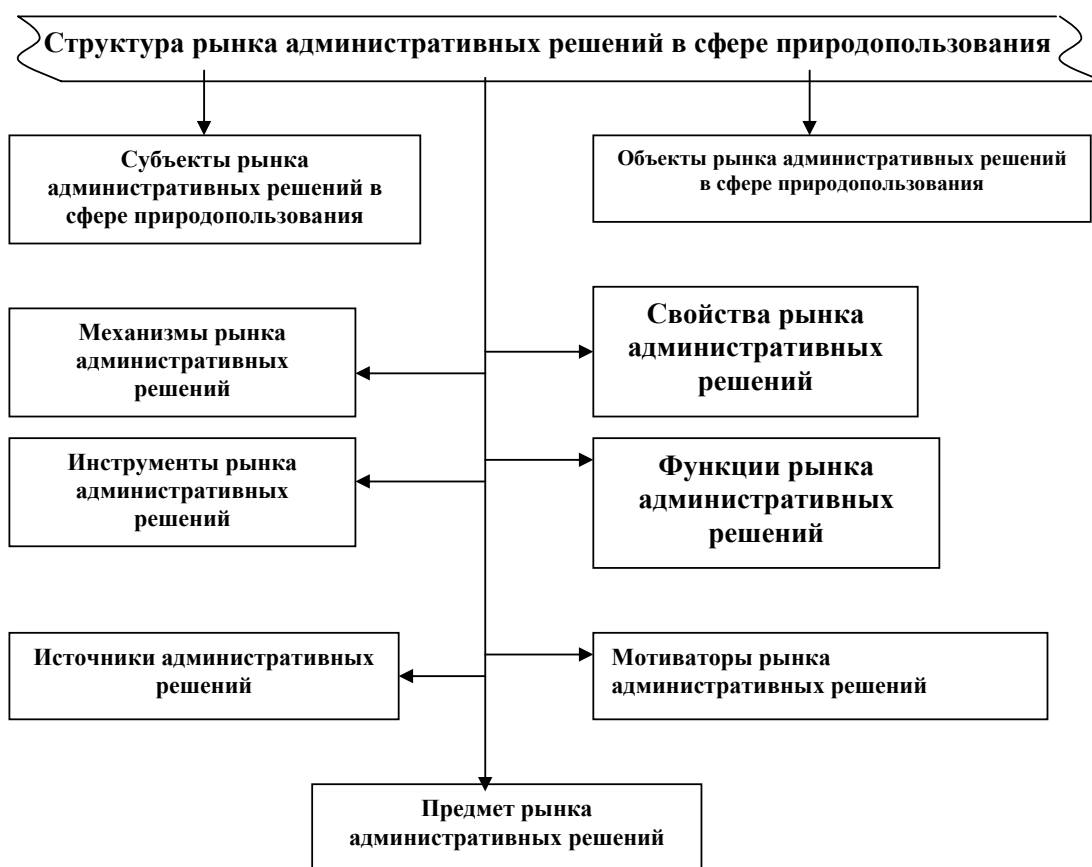 Структура рынка административных решений в сфере природопользования
Субъекты рынка
административных решений в
сфере природопользования
Объекты рынка административных решений
в сфере природопользования
Механизмы рынка
административных
решений
Свойства рынка
административных
решений
Инструменты рынка
административных
решений
Функции рынка
административных
решений
Источники административных
решений
Мотиваторы рынка
административных решений
Предмет рынка
административных решений